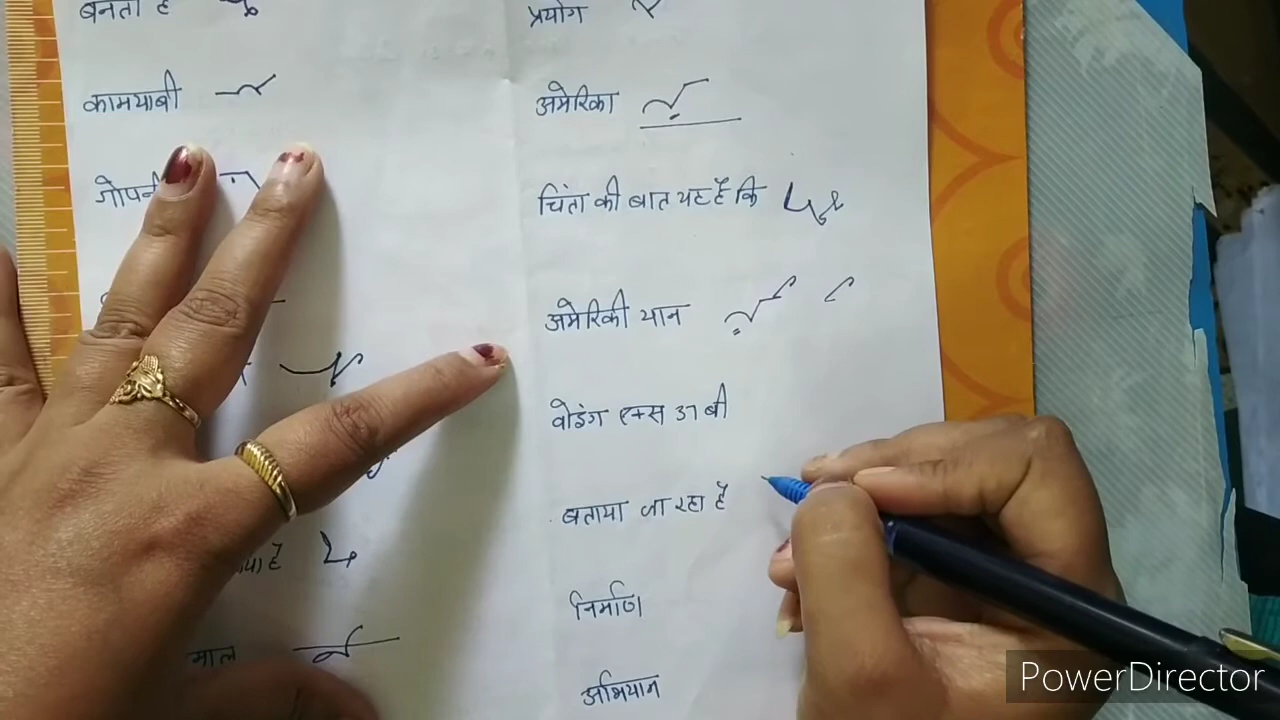 बनता है
कामयाबी
माल
प्रयोग
अमेरिका
चिंता की बात यह है कि
अमेरिकी यान
वोइंग एक्स 37 बी
बताया जा रहा है
निर्माण
अभियान
PowerDirector